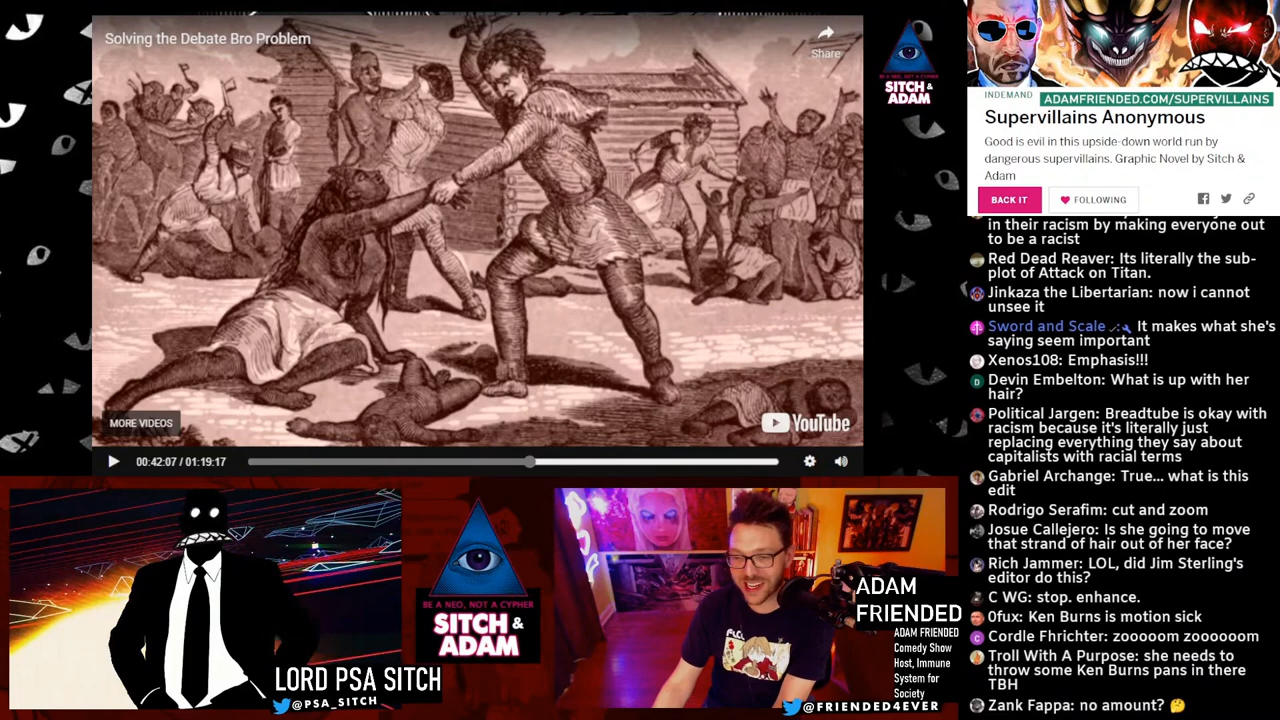 Solving the Debate Bro Problem
Share
MORE VIDEOS
YouTube
00:42:07 / 01:19:17
BE A NEO, NOT A CYPHER
SITCH &
ADAM
INDEMAND
ADAMFRIENDED.COM/SUPERVILLAINS
Supervillains Anonymous
Good is evil in this upside-down world run by
dangerous supervillains. Graphic Novel by Sitch &
Adam
BACK IT
FOLLOWING
in their racism by making everyone out
to be a racist
Red Dead Reaver: Its literally the sub-
plot of Attack on Titan.
Jinkaza the Libertarian: now i cannot
unsee it
Sword and Scale It makes what she's
saying seem important
Xenos108: Emphasis!!!
Devin Embelton: What is up with her
hair?
Political Jargen: Breadtube is okay with
racism because it's literally just
replacing everything they say about
capitalists with racial terms
Gabriel Archange: True... what is this
edit
Rodrigo Serafim: cut and zoom
Josue Callejero: Is she going to move
that strand of hair out of her face?
Rich Jammer: LOL, did Jim Sterling's
editor do this?
C WG: stop. enhance.
0fux: Ken Burns is motion sick
Cordle Fhrichter: zooooom zoooooom
Troll With A Purpose: she needs to
throw some Ken Burns pans in there
TBH
Zank Fappa: no amount? 🤔
LORD PSA SITCH
@PSA_SITCH
BE A NEO, NOT A CYPHER
SITCH &
ADAM
ADAM
FRIENDED
ADAM FRIENDED
Comedy Show
Host, Immune
System for
Society
@FRIENDED4EVER